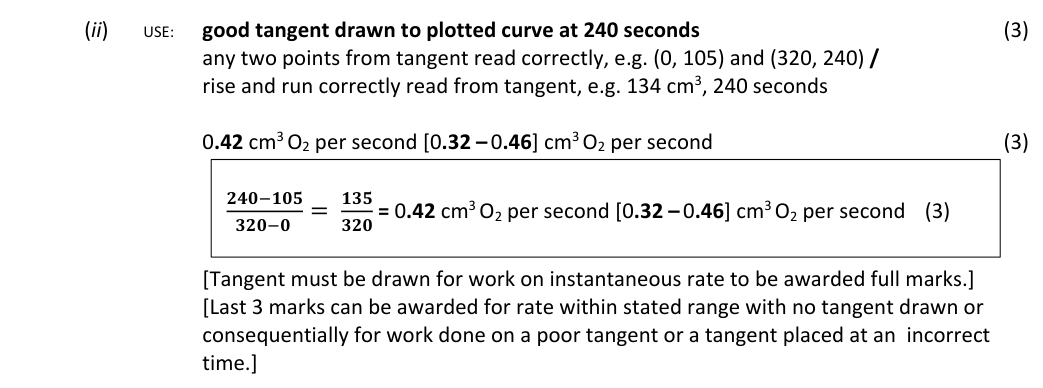 (ii) USE: good tangent drawn to plotted curve at 240 seconds (3)
any two points from tangent read correctly, e.g. (0, 105) and (320, 240) /
rise and run correctly read from tangent, e.g. 134 cm³, 240 seconds
0.42 cm³ O₂ per second [0.32 – 0.46] cm³ O₂ per second (3)
240−105/320−0 = 135/320 = 0.42 cm³ O₂ per second [0.32 – 0.46] cm³ O₂ per second (3)
[Tangent must be drawn for work on instantaneous rate to be awarded full marks.]
[Last 3 marks can be awarded for rate within stated range with no tangent drawn or
consequentially for work done on a poor tangent or a tangent placed at an incorrect
time.]